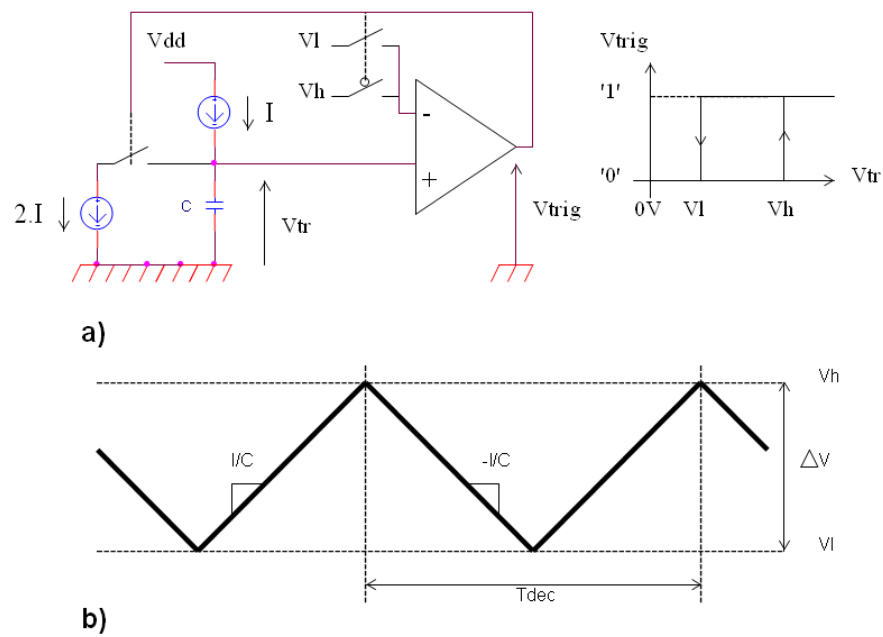 Vdd
Vl
Vh
I
-
+
2.I
C
Vtr
Vtrig
Vtrig
'1'
'0'
0V
Vl
Vh
Vtr
a)
Vh
I/C
-I/C
△V
Vl
Tdec
b)